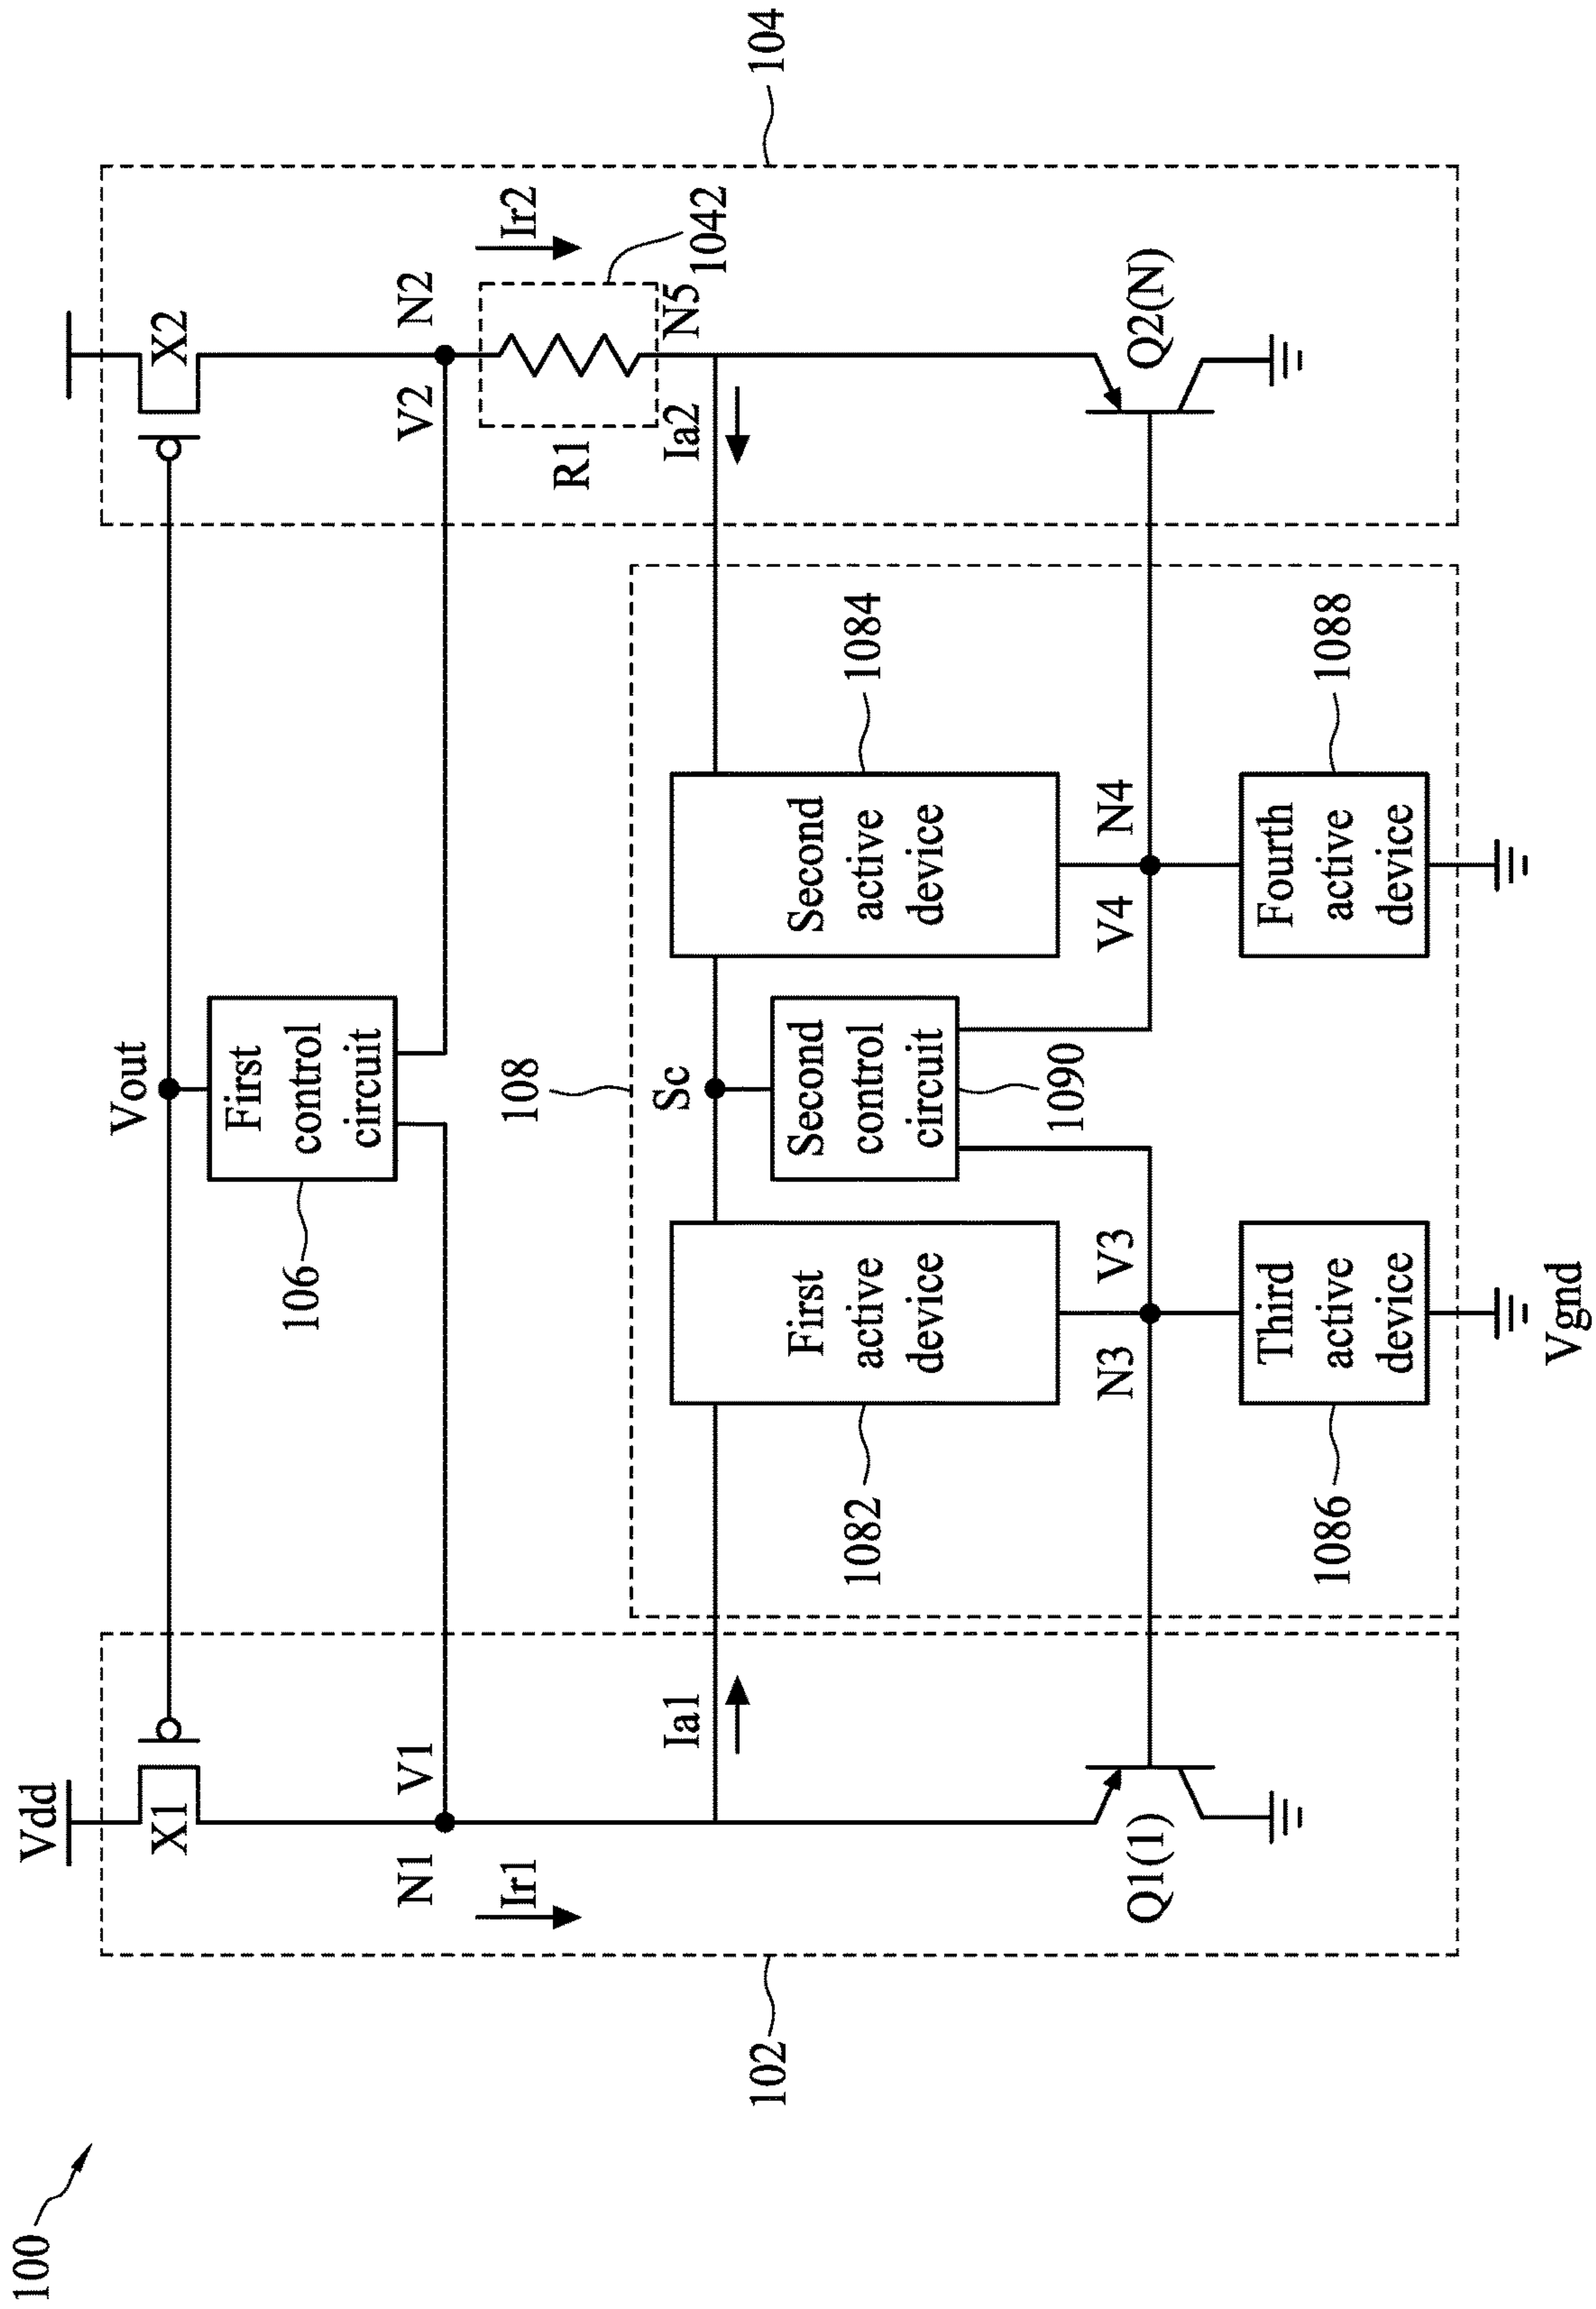 100
Vdd
Vout
X1
X2
First
control
circuit
106
N1
V1
V2
N2
Ir1
Ir2
108
R1
1042
Ia1
Sc
Ia2
N5
102
104
First
active
device
Second
control
circuit
Second
active
device
1082
1084
1090
N3
V3
V4
N4
Q1(1)
Q2(N)
Third
active
device
Fourth
active
device
1086
1088
Vgnd